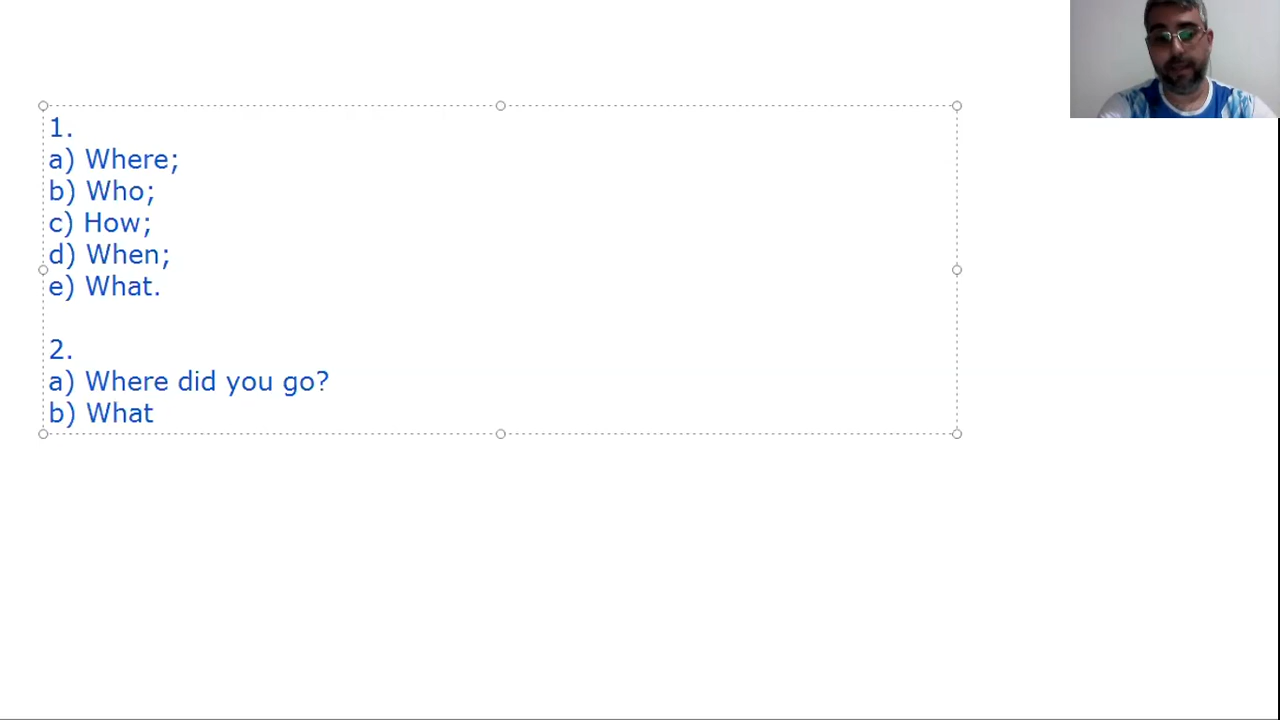 1.
a) Where;
b) Who;
c) How;
d) When;
e) What.
2.
a) Where did you go?
b) What